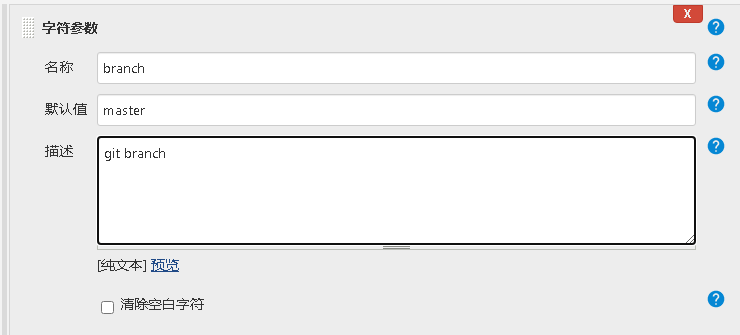 字符参数
X
?
名称
branch
?
默认值
master
?
描述
git branch
?
[纯文本] 预览
清除空白字符
?